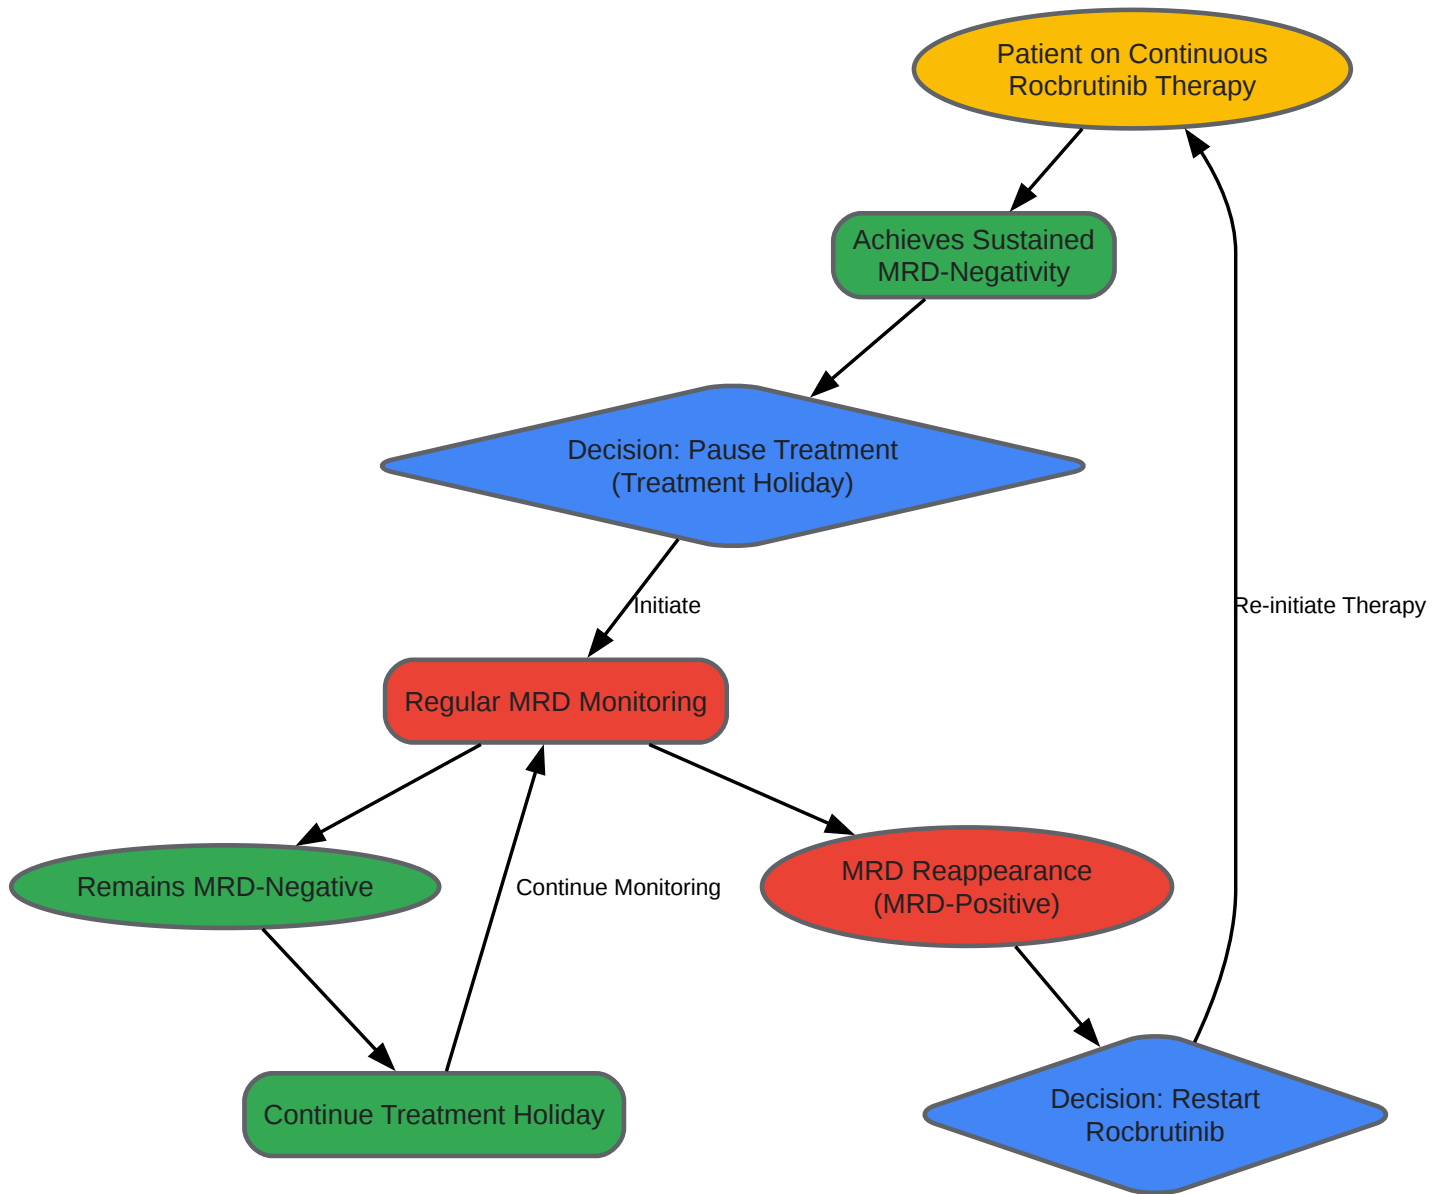 Patient on Continuous
Rocbrutinib Therapy
Achieves Sustained
MRD-Negativity
Decision: Pause Treatment
(Treatment Holiday)
Initiate
Re-initiate Therapy
Regular MRD Monitoring
Remains MRD-Negative
Continue Monitoring
MRD Reappearance
(MRD-Positive)
Continue Treatment Holiday
Decision: Restart
Rocbrutinib